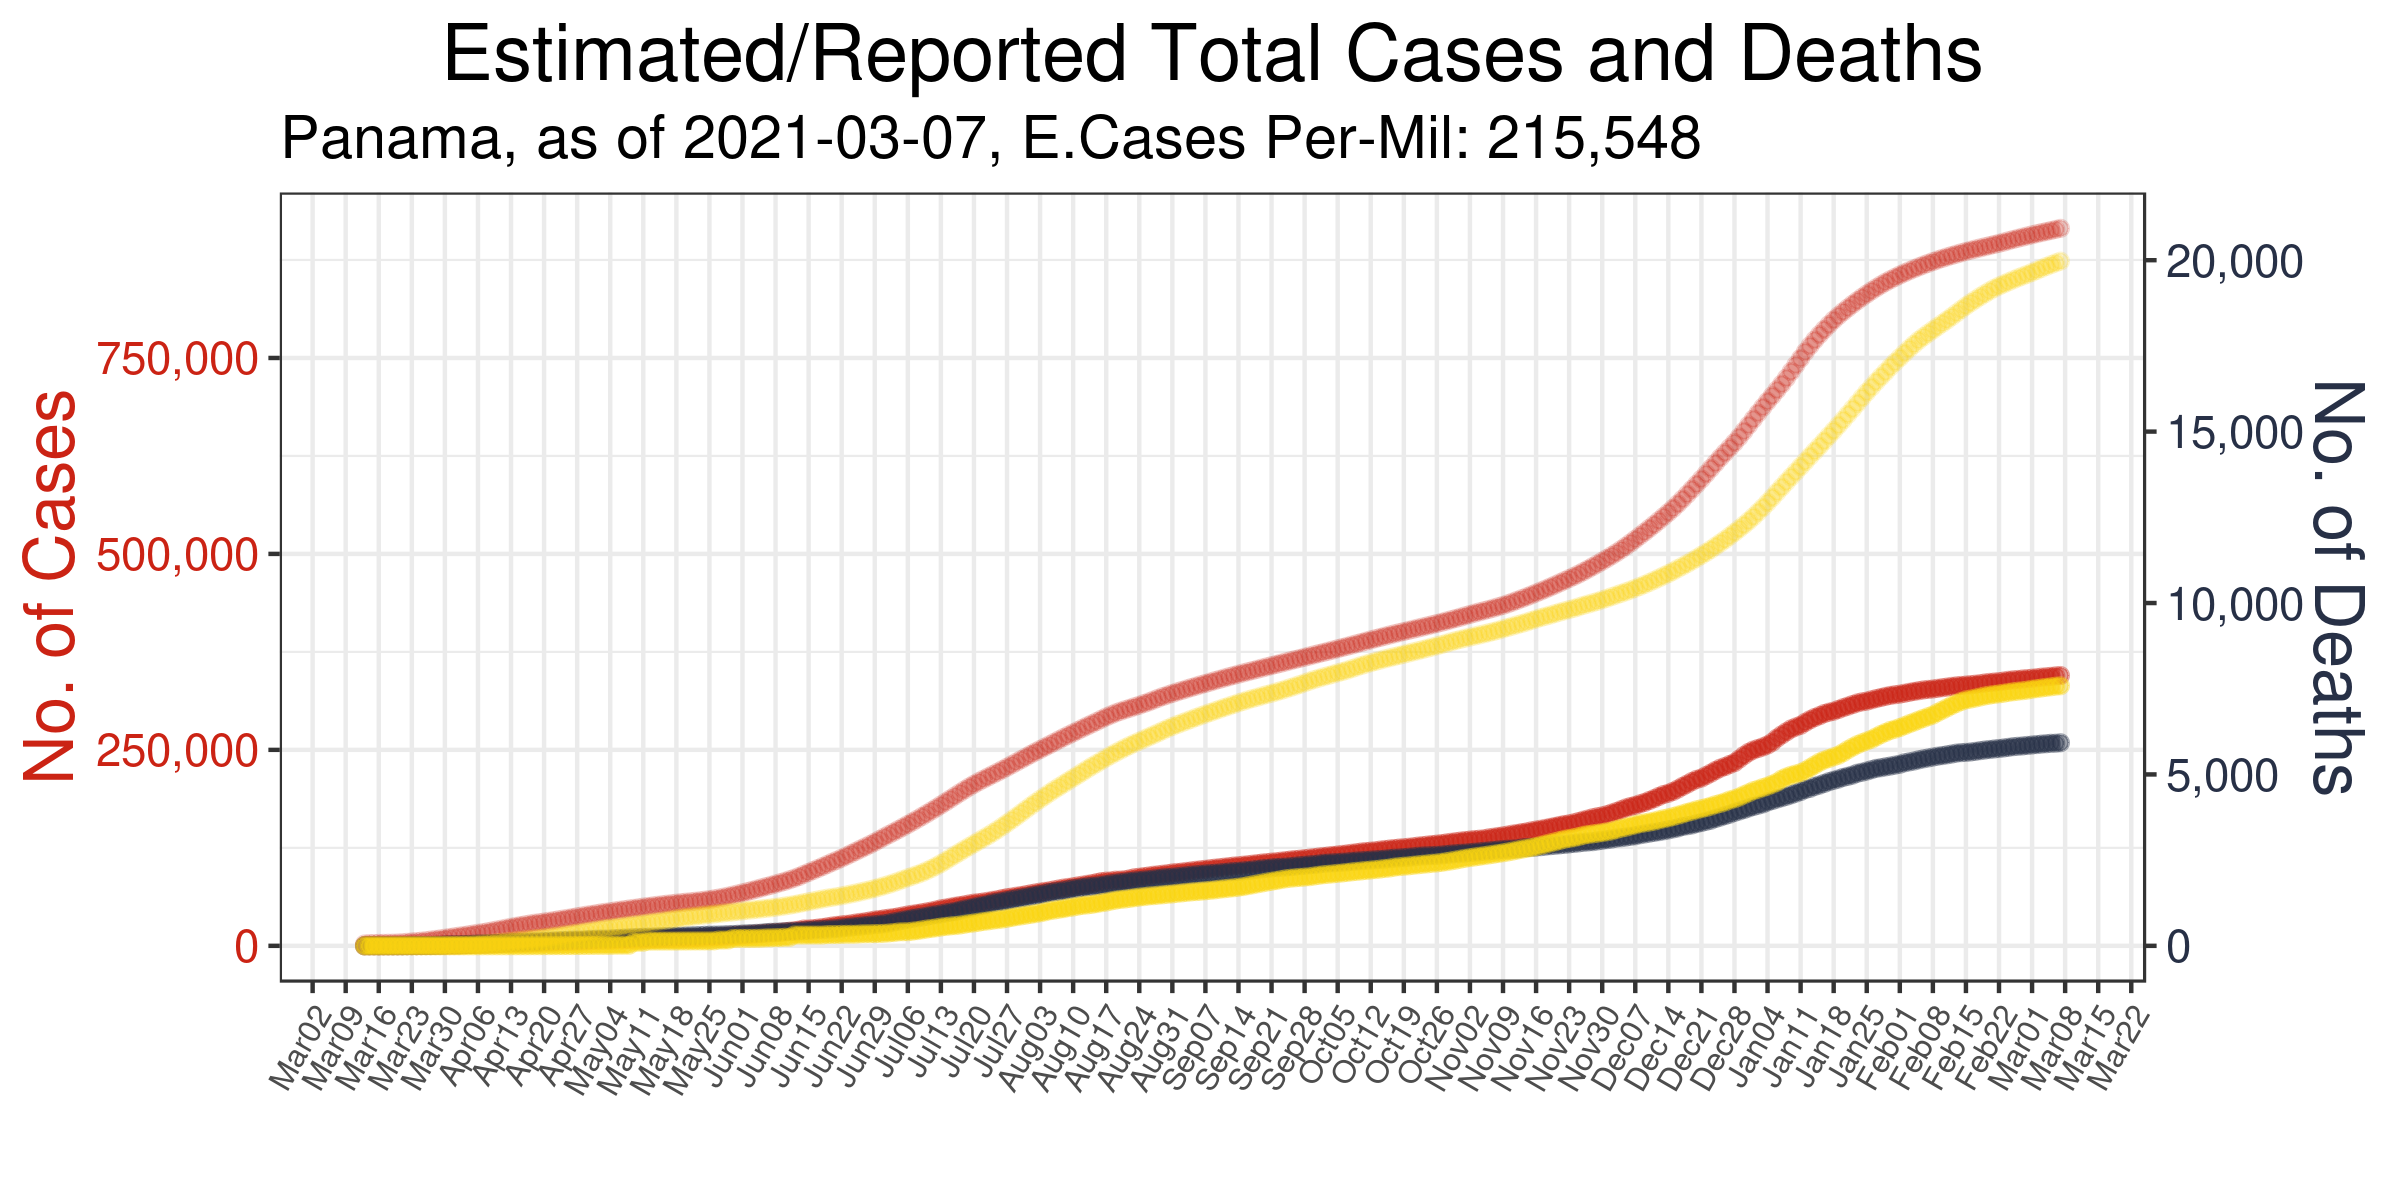 Estimated/Reported Total Cases and Deaths
Panama, as of 2021-03-07, E.Cases Per-Mil: 215,548
No. of Cases
750,000
500,000
250,000
0
20,000
15,000
10,000
5,000
0
No. of Deaths
Mar02
Mar09
Mar16
Mar23
Mar30
Apr06
Apr13
Apr20
Apr27
May04
May11
May18
May25
Jun01
Jun08
Jun15
Jun22
Jun29
Jul06
Jul13
Jul20
Jul27
Aug03
Aug10
Aug17
Aug24
Aug31
Sep07
Sep14
Sep21
Sep28
Oct05
Oct12
Oct19
Oct26
Nov02
Nov09
Nov16
Nov23
Nov30
Dec07
Dec14
Dec21
Dec28
Jan04
Jan11
Jan18
Jan25
Feb01
Feb08
Feb15
Feb22
Mar01
Mar08
Mar15
Mar22